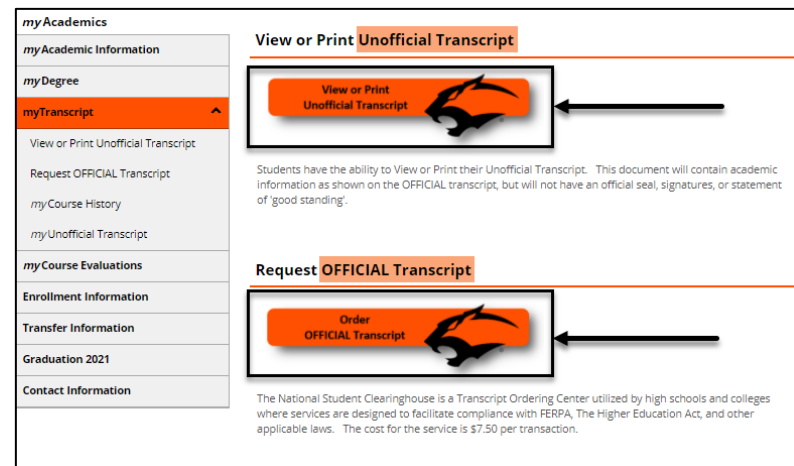 myAcademics
myAcademic Information
myDegree
myTranscript
View or Print Unofficial Transcript
Request OFFICIAL Transcript
myCourse History
myUnofficial Transcript
myCourse Evaluations
Enrollment Information
Transfer Information
Graduation 2021
Contact Information
View or Print Unofficial Transcript
View or Print
Unofficial Transcript
Students have the ability to View or Print their Unofficial Transcript. This document will contain academic
information as shown on the OFFICIAL transcript, but will not have an official seal, signatures, or statement
of 'good standing'.
Request OFFICIAL Transcript
Order
OFFICIAL Transcript
The National Student Clearinghouse is a Transcript Ordering Center utilized by high schools and colleges
where services are designed to facilitate compliance with FERPA, The Higher Education Act, and other
applicable laws. The cost for the service is $7.50 per transaction.